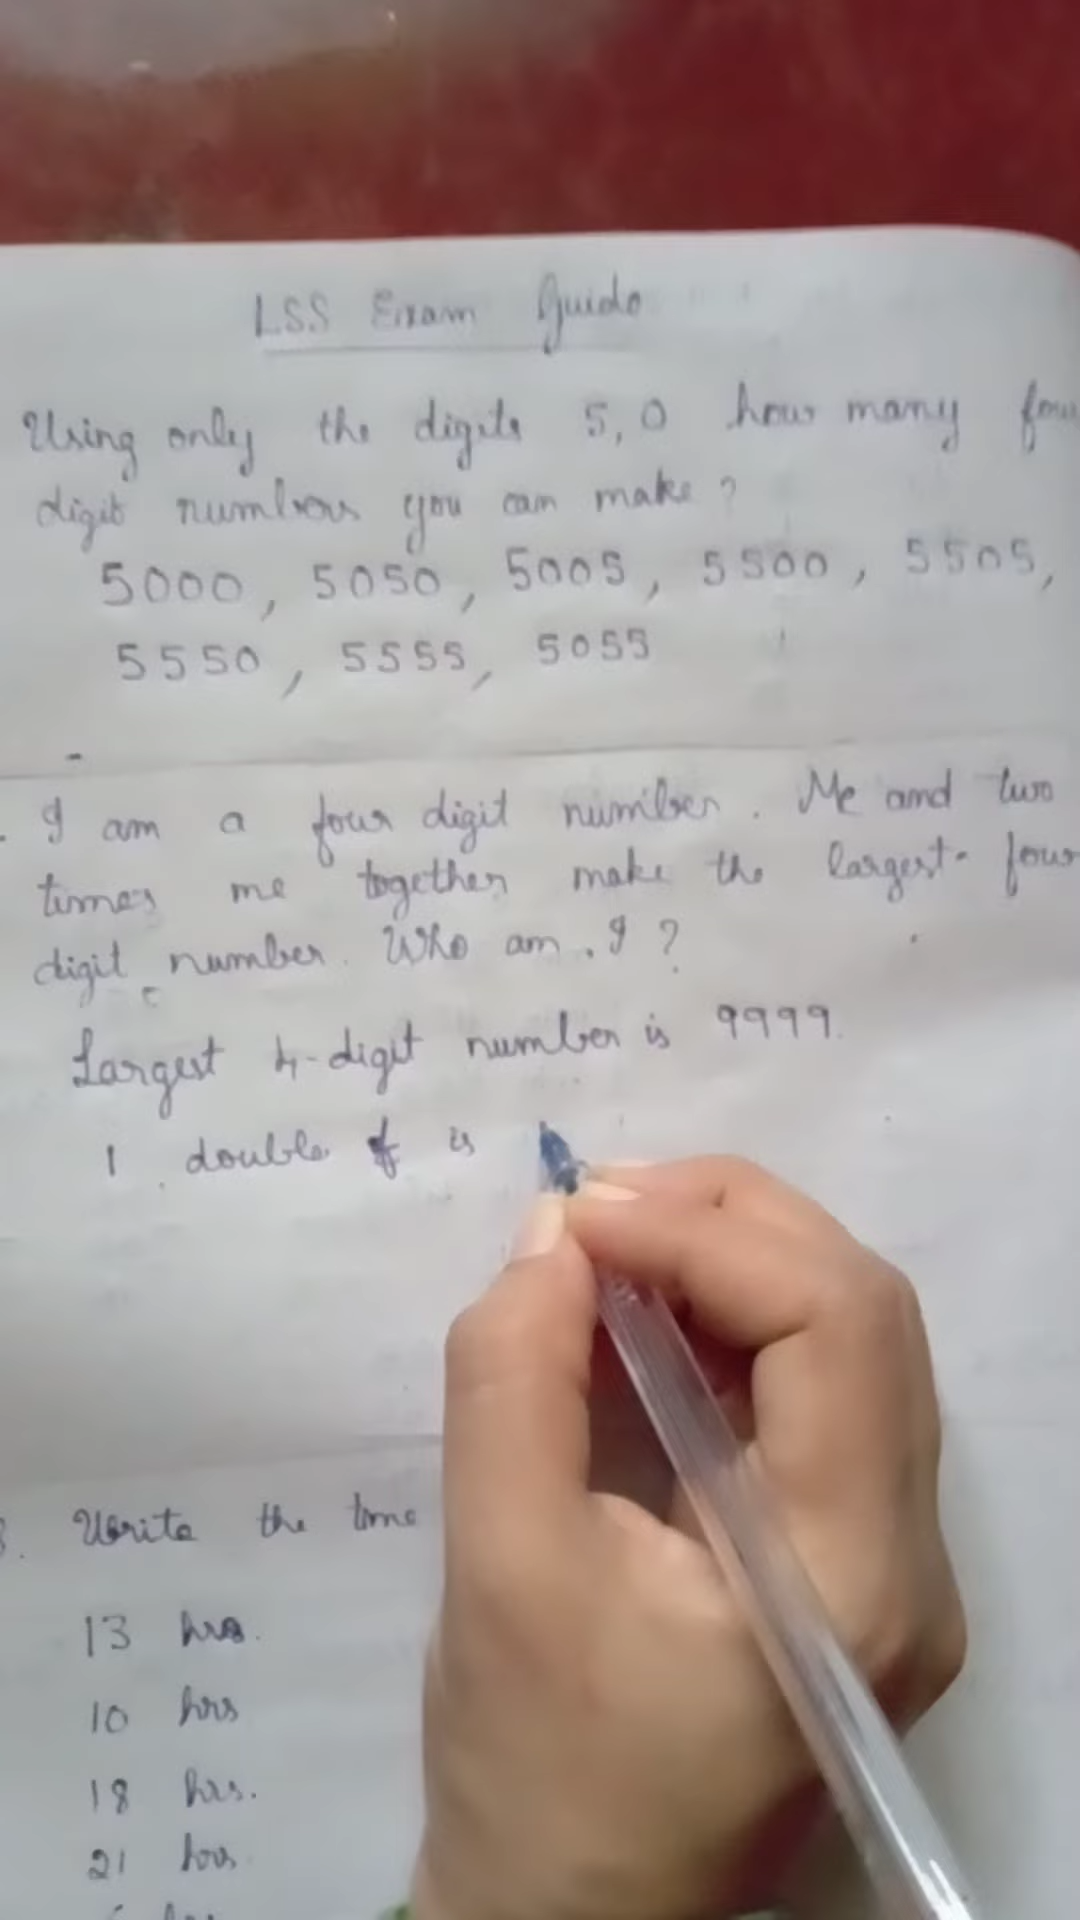 LSS Exam Guide
Using only the digits 5,0 how many four
digit numbers you can make?
5000, 5050, 5005, 5500, 5505,
5550, 5555, 5055
I am a four digit number. Me and two
times me together make the largest four
digit number. Who am I?
Largest 4-digit number is 9999.
1 double is
3. Write the time
13 hrs.
10 hrs
18 hrs.
21 hrs